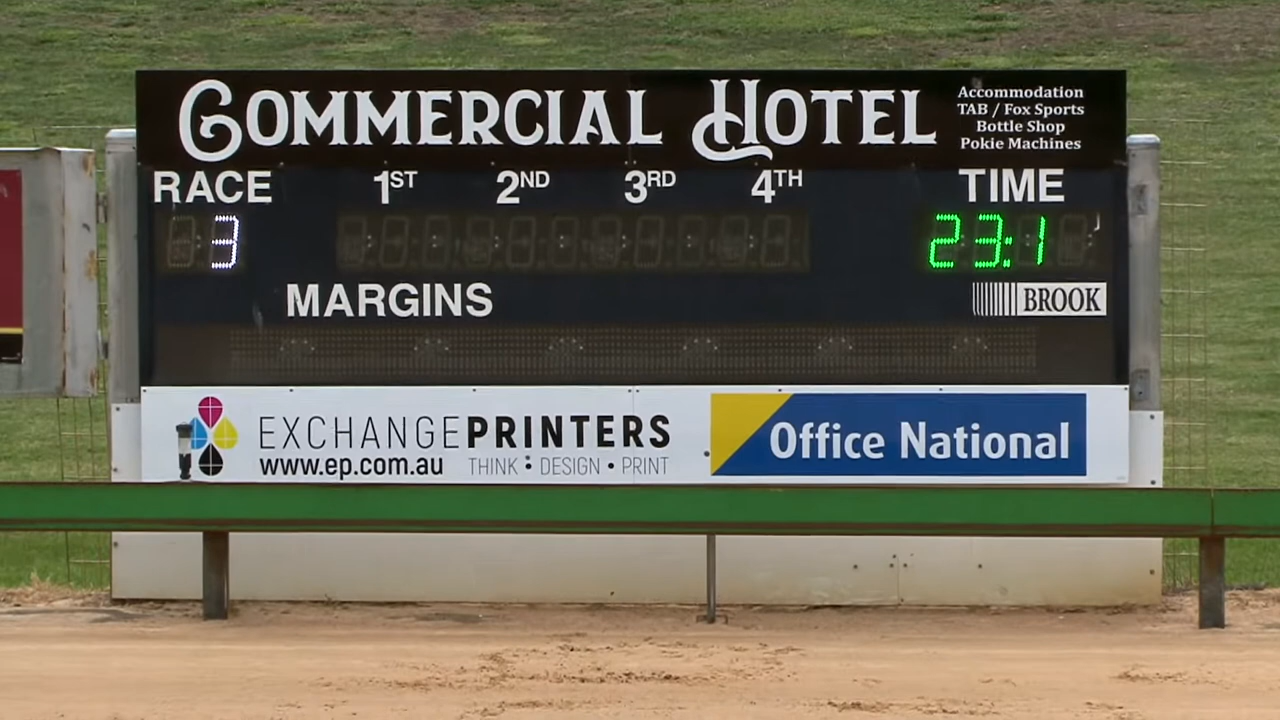 COMMERCIAL HOTEL
Accommodation
TAB / Fox Sports
Bottle Shop
Pokie Machines
RACE 1ST 2ND 3RD 4TH TIME
3 23:1
MARGINS
BROOK
EXCHANGEPRINTERS
www.ep.com.au THINK • DESIGN • PRINT
Office National